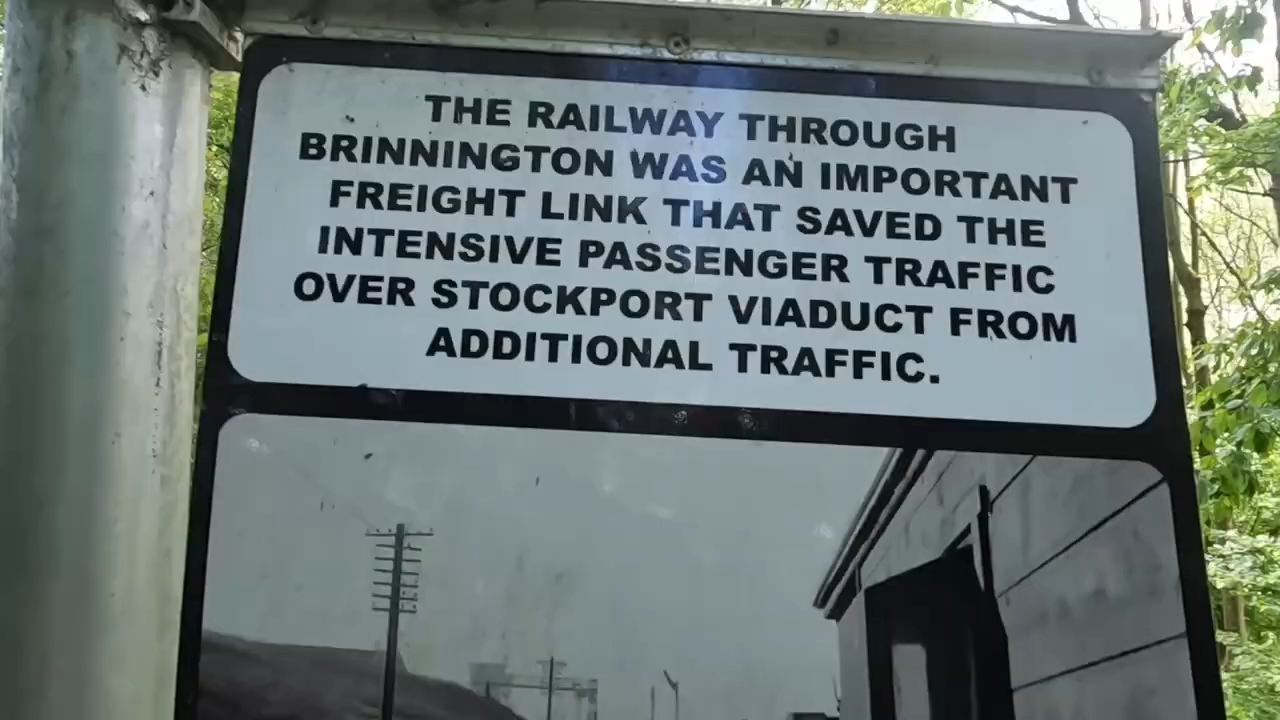 THE RAILWAY THROUGH
BRINNINGTON WAS AN IMPORTANT
FREIGHT LINK THAT SAVED THE
INTENSIVE PASSENGER TRAFFIC
OVER STOCKPORT VIADUCT FROM
ADDITIONAL TRAFFIC.